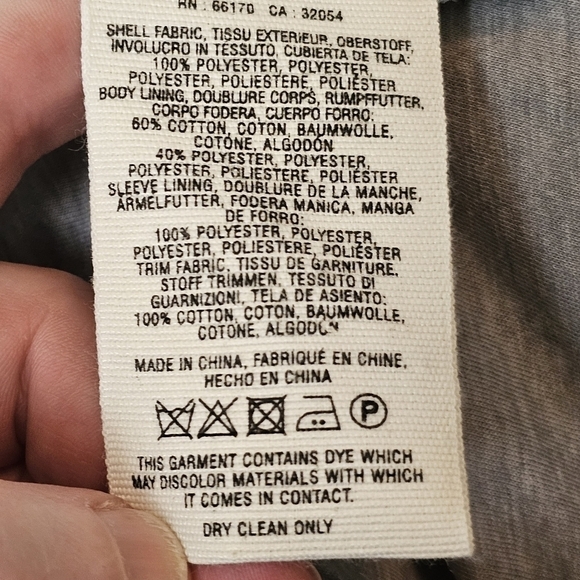 RN : 66170 CA : 32054
SHELL FABRIC, TISSU EXTERIEUR, OBERSTOFF,
INVOLUCRO IN TESSUTO, CUBIERTA DE TELA:
100% POLYESTER, POLYESTER,
POLYESTER, POLIESTERE, POLIÉSTER
BODY LINING, DOUBLURE CORPS, RUMPFFUTTER,
CORPO FODERA, CUERPO FORRO:
60% COTTON, COTON, BAUMWOLLE,
COTONE, ALGODÓN
40% POLYESTER, POLYESTER,
POLYESTER, POLIESTERE, POLIÉSTER
SLEEVE LINING, DOUBLURE DE LA MANCHE,
ÄRMELFUTTER, FODERA MANICA, MANGA
DE FORRO:
100% POLYESTER, POLYESTER,
POLYESTER, POLIESTERE, POLIÉSTER
TRIM FABRIC, TISSU DE GARNITURE,
STOFF TRIMMEN, TESSUTO DI
GUARNIZIONI, TELA DE ASIENTO:
100% COTTON, COTON, BAUMWOLLE,
COTONE, ALGODÓN
MADE IN CHINA, FABRIQUÉ EN CHINE,
HECHO EN CHINA
P
THIS GARMENT CONTAINS DYE WHICH
MAY DISCOLOR MATERIALS WITH WHICH
IT COMES IN CONTACT.
DRY CLEAN ONLY